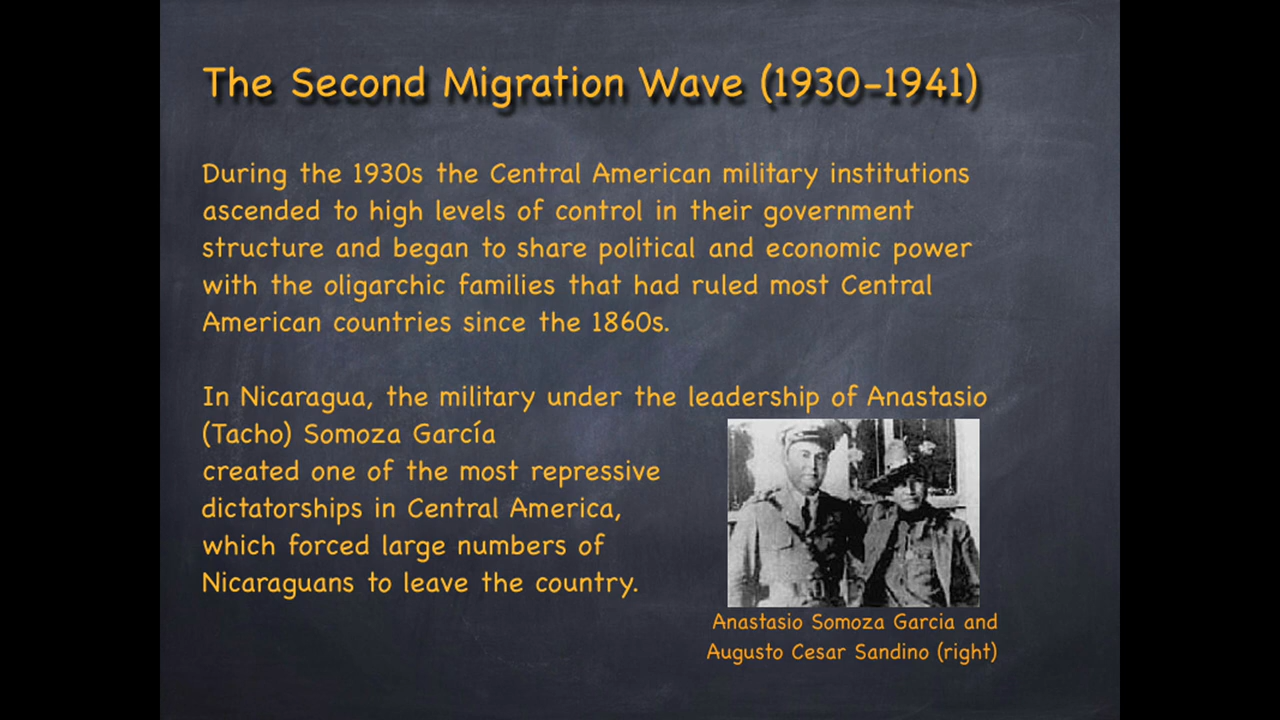 The Second Migration Wave (1930-1941)
During the 1930s the Central American military institutions
ascended to high levels of control in their government
structure and began to share political and economic power
with the oligarchic families that had ruled most Central
American countries since the 1860s.
In Nicaragua, the military under the leadership of Anastasio
(Tacho) Somoza García
created one of the most repressive
dictatorships in Central America,
which forced large numbers of
Nicaraguans to leave the country.
Anastasio Somoza Garcia and
Augusto Cesar Sandino (right)